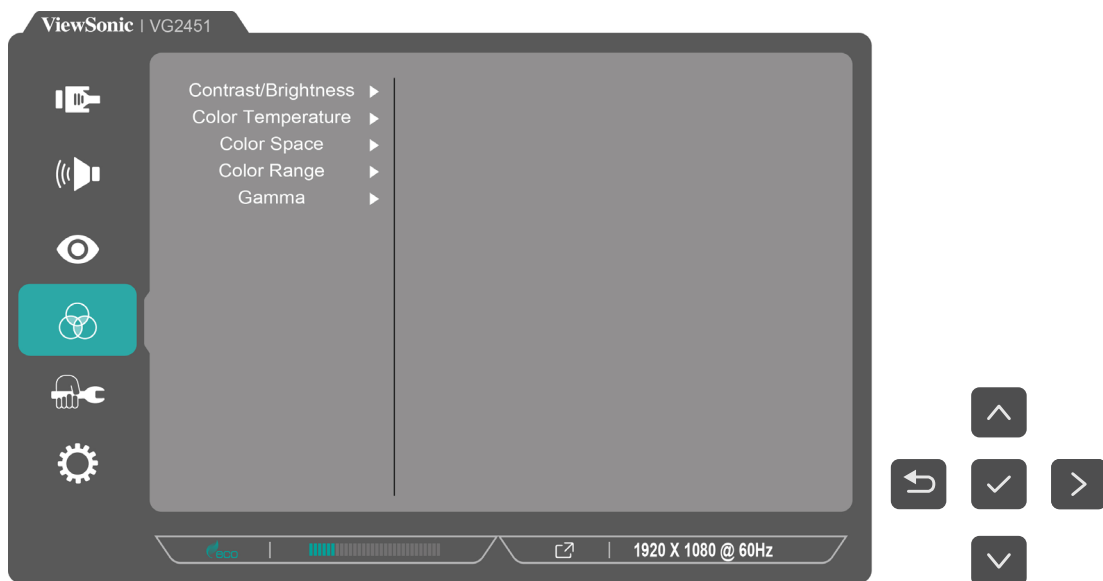 ViewSonic | VG2451
Contrast/Brightness
Color Temperature
Color Space
Color Range
Gamma
eco
1920 X 1080 @ 60Hz